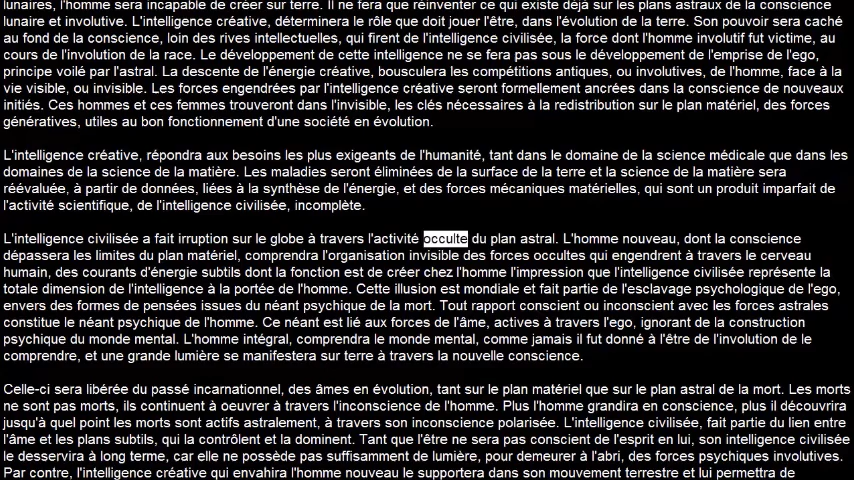 lunaires, l'homme sera incapable de créer sur terre. Il ne fera que réinventer ce qui existe déjà sur les plans astraux de la conscience
lunaire et involutive. L'intelligence créative, déterminera le rôle que doit jouer l'être, dans l'évolution de la terre. Son pouvoir sera caché
au fond de la conscience, loin des rives intellectuelles, qui firent de l'intelligence civilisée, la force dont l'homme involutif fut victime, au
cours de l'involution de la race. Le développement de cette intelligence ne se fera pas sous le développement de l'emprise de l'ego,
principe voilé par l'astral. La descente de l'énergie créative, bousculera les compétitions antiques, ou involutives, de l'homme, face à la
vie visible, ou invisible. Les forces engendrées par l'intelligence créative seront formellement ancrées dans la conscience de nouveaux
initiés. Ces hommes et ces femmes trouveront dans l'invisible, les clés nécessaires à la redistribution sur le plan matériel, des forces
génératives, utiles au bon fonctionnement d'une société en évolution.
L'intelligence créative, répondra aux besoins les plus exigeants de l'humanité, tant dans le domaine de la science médicale que dans les
domaines de la science de la matière. Les maladies seront éliminées de la surface de la terre et la science de la matière sera
réévaluée, à partir de données, liées à la synthèse de l'énergie, et des forces mécaniques matérielles, qui sont un produit imparfait de
l'activité scientifique, de l'intelligence civilisée, incomplète.
L'intelligence civilisée a fait irruption sur le globe à travers l'activité occulte du plan astral. L'homme nouveau, dont la conscience
dépassera les limites du plan matériel, comprendra l'organisation invisible des forces occultes qui engendrent à travers le cerveau
humain, des courants d'énergie subtils dont la fonction est de créer chez l'homme l'impression que l'intelligence civilisée représente la
totale dimension de l'intelligence à la portée de l'homme. Cette illusion est mondiale et fait partie de l'esclavage psychologique de l'ego,
envers des formes de pensées issues du néant psychique de la mort. Tout rapport conscient ou inconscient avec les forces astrales
constitue le néant psychique de l'homme. Ce néant est lié aux forces de l'âme, actives à travers l'ego, ignorant de la construction
psychique du monde mental. L'homme intégral, comprendra le monde mental, comme jamais il fut donné à l'être de l'involution de le
comprendre, et une grande lumière se manifestera sur terre à travers la nouvelle conscience.
Celle-ci sera libérée du passé incarnationnel, des âmes en évolution, tant sur le plan matériel que sur le plan astral de la mort. Les morts
ne sont pas morts, ils continuent à oeuvrer à travers l'inconscience de l'homme. Plus l'homme grandira en conscience, plus il découvrira
jusqu'à quel point les morts sont actifs astralement, à travers son inconscience polarisée. L'intelligence civilisée, fait partie du lien entre
l'âme et les plans subtils, qui la contrôlent et la dominent. Tant que l'être ne sera pas conscient de l'esprit en lui, son intelligence civilisée
le desservira à long terme, car elle ne possède pas suffisamment de lumière, pour demeurer à l'abri, des forces psychiques involutives.
Par contre, l'intelligence créative qui envahira l'homme nouveau le supportera dans son mouvement terrestre et lui permettra de